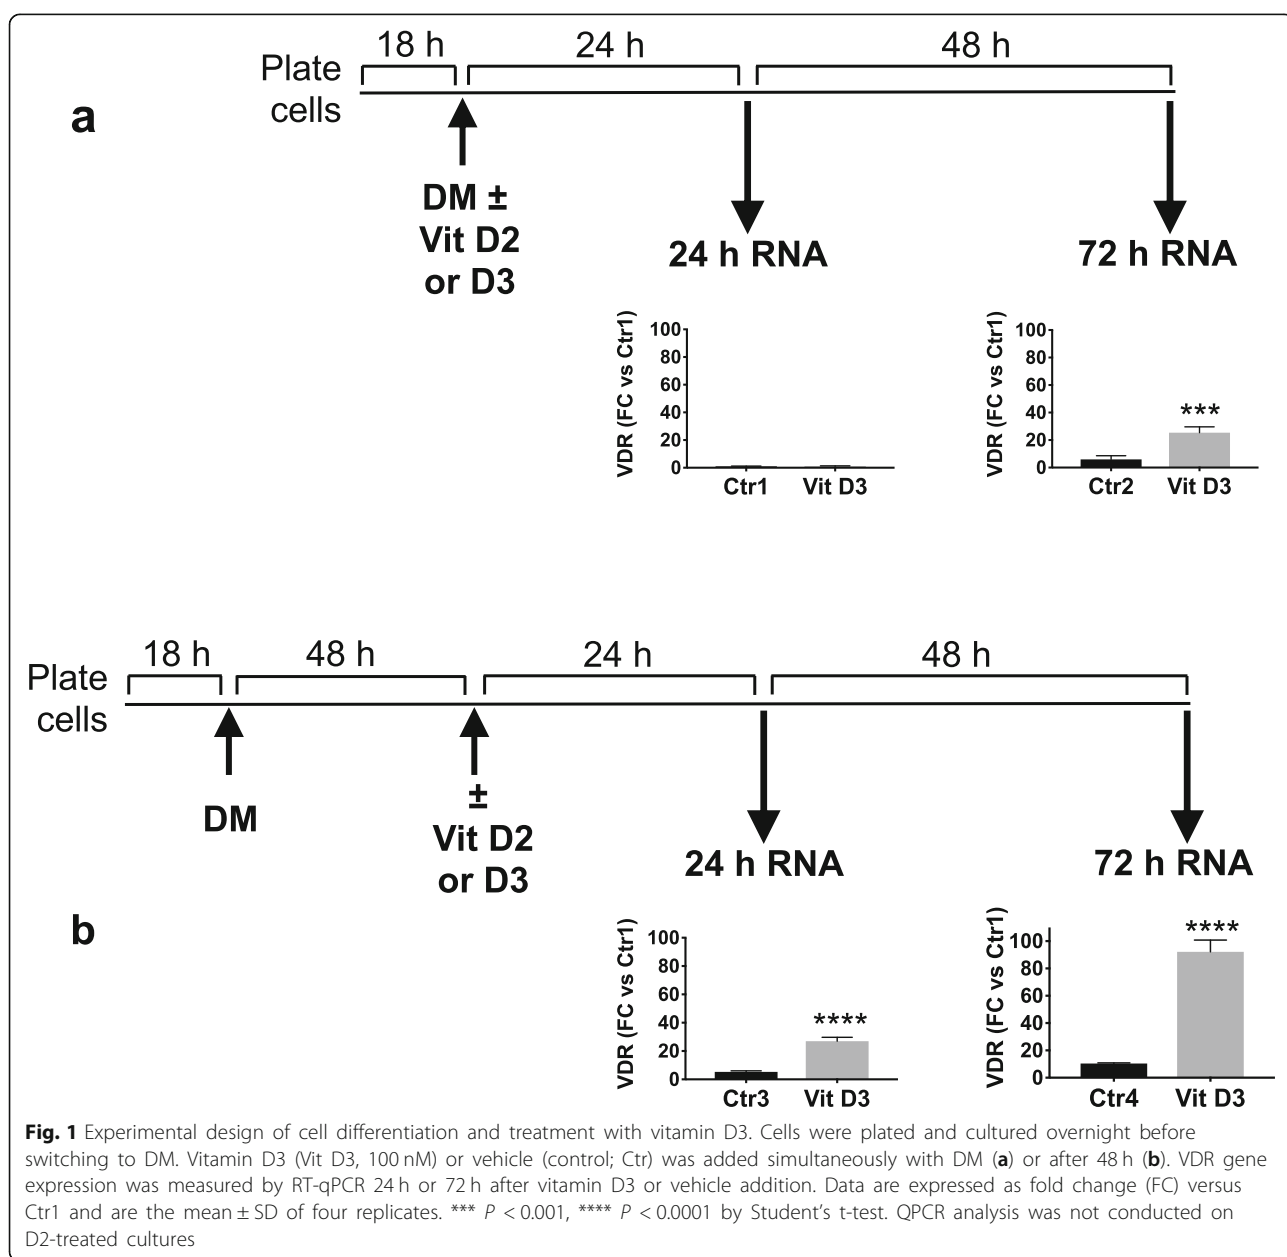 18 h 24 h 48 h
Plate
cells
a
DM ±
Vit D2
or D3
24 h RNA
72 h RNA
VDR (FC vs Ctr1)
100
80
60
40
20
0
Ctr1 Vit D3
VDR (FC vs Ctr1)
100
80
60
40
20
0
***
Ctr2 Vit D3
18 h 48 h 24 h 48 h
Plate
cells
DM
±
Vit D2
or D3
24 h RNA
72 h RNA
b
VDR (FC vs Ctr1)
100
80
60
40
20
0
****
Ctr3 Vit D3
VDR (FC vs Ctr1)
100
80
60
40
20
0
****
Ctr4 Vit D3
Fig. 1 Experimental design of cell differentiation and treatment with vitamin D3. Cells were plated and cultured overnight before
switching to DM. Vitamin D3 (Vit D3, 100 nM) or vehicle (control; Ctr) was added simultaneously with DM (a) or after 48 h (b). VDR gene
expression was measured by RT-qPCR 24 h or 72 h after vitamin D3 or vehicle addition. Data are expressed as fold change (FC) versus
Ctr1 and are the mean ± SD of four replicates. *** P < 0.001, **** P < 0.0001 by Student's t-test. QPCR analysis was not conducted on
D2-treated cultures